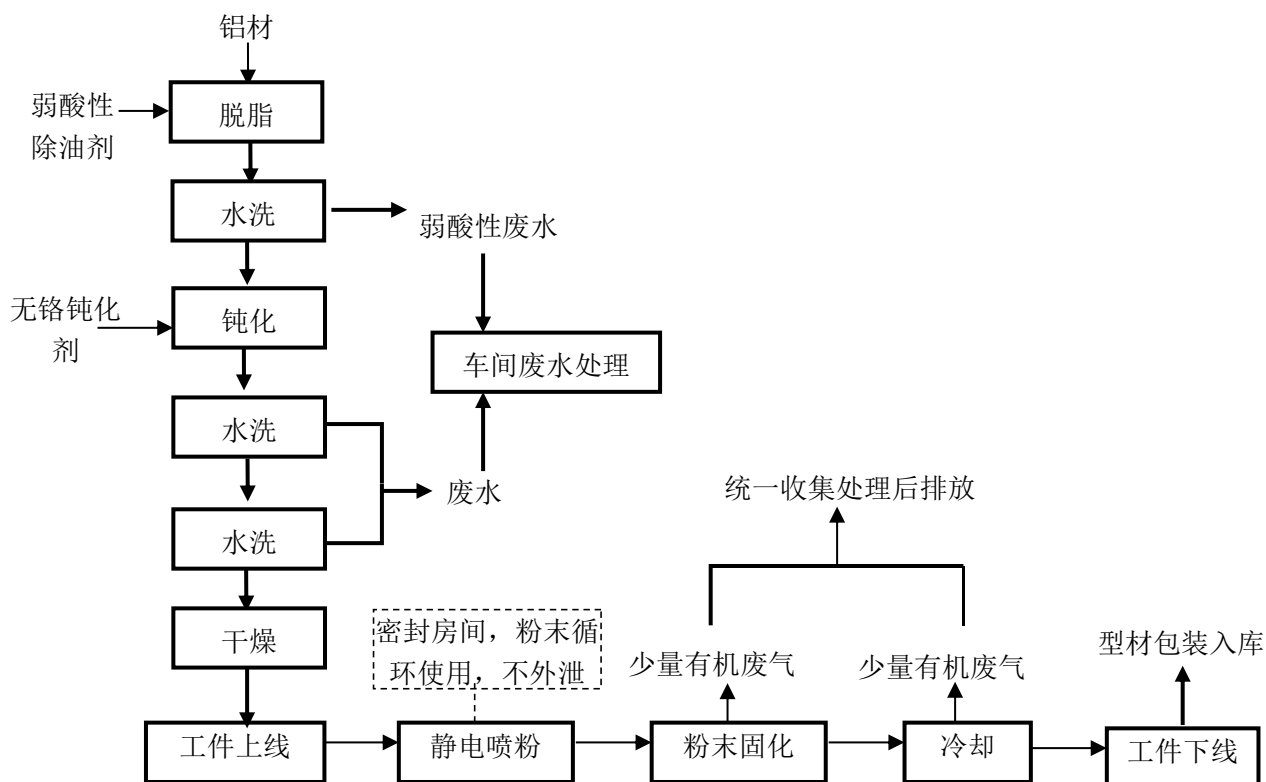 铝材
弱酸性
除油剂
脱脂
水洗
弱酸性废水
无铬钝化
剂
钝化
车间废水处理
水洗
废水
水洗
统一收集处理后排放
干燥
密封房间，粉末循
环使用，不外泄
少量有机废气
少量有机废气
型材包装入库
工件上线
静电喷粉
粉末固化
冷却
工件下线